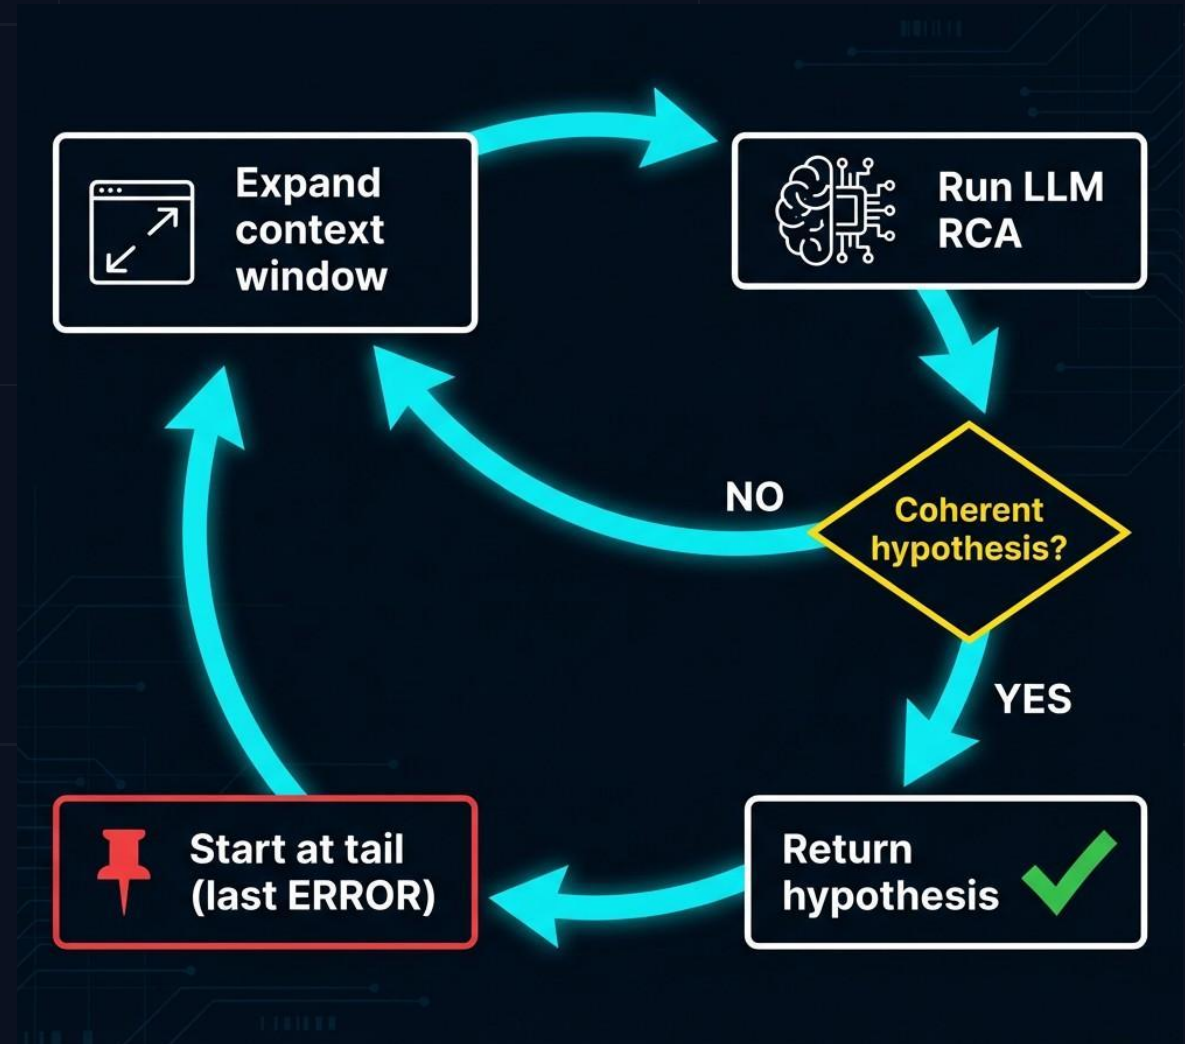 Expand
context
window
Run LLM
RCA
NO
Coherent
hypothesis?
YES
Start at tail
(last ERROR)
Return
hypothesis